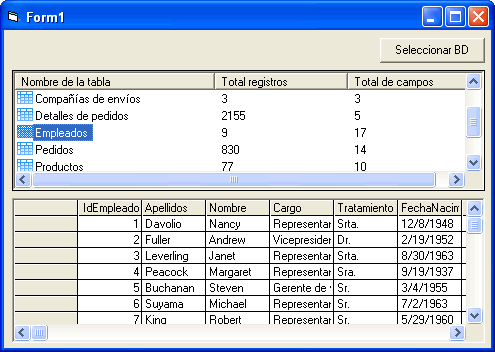 Form1
Seleccionar BD
Nombre de la tabla Total registros Total de campos
Compañías de envíos 3 3
Detalles de pedidos 2155 5
Empleados 9 17
Pedidos 830 14
Productos 77 10
IdEmpleado Apellidos Nombre Cargo Tratamiento FechaNacim
1 Davolio Nancy Representar Srta. 12/8/1948
2 Fuller Andrew Vicepresider Dr. 2/19/1952
3 Leverling Janet Representar Srta. 8/30/1963
4 Peacock Margaret Representar Sra. 9/19/1937
5 Buchanan Steven Gerente de Sr. 3/4/1955
6 Suyama Michael Representar Sr. 7/2/1963
7 King Robert Representar Sr. 5/29/1960